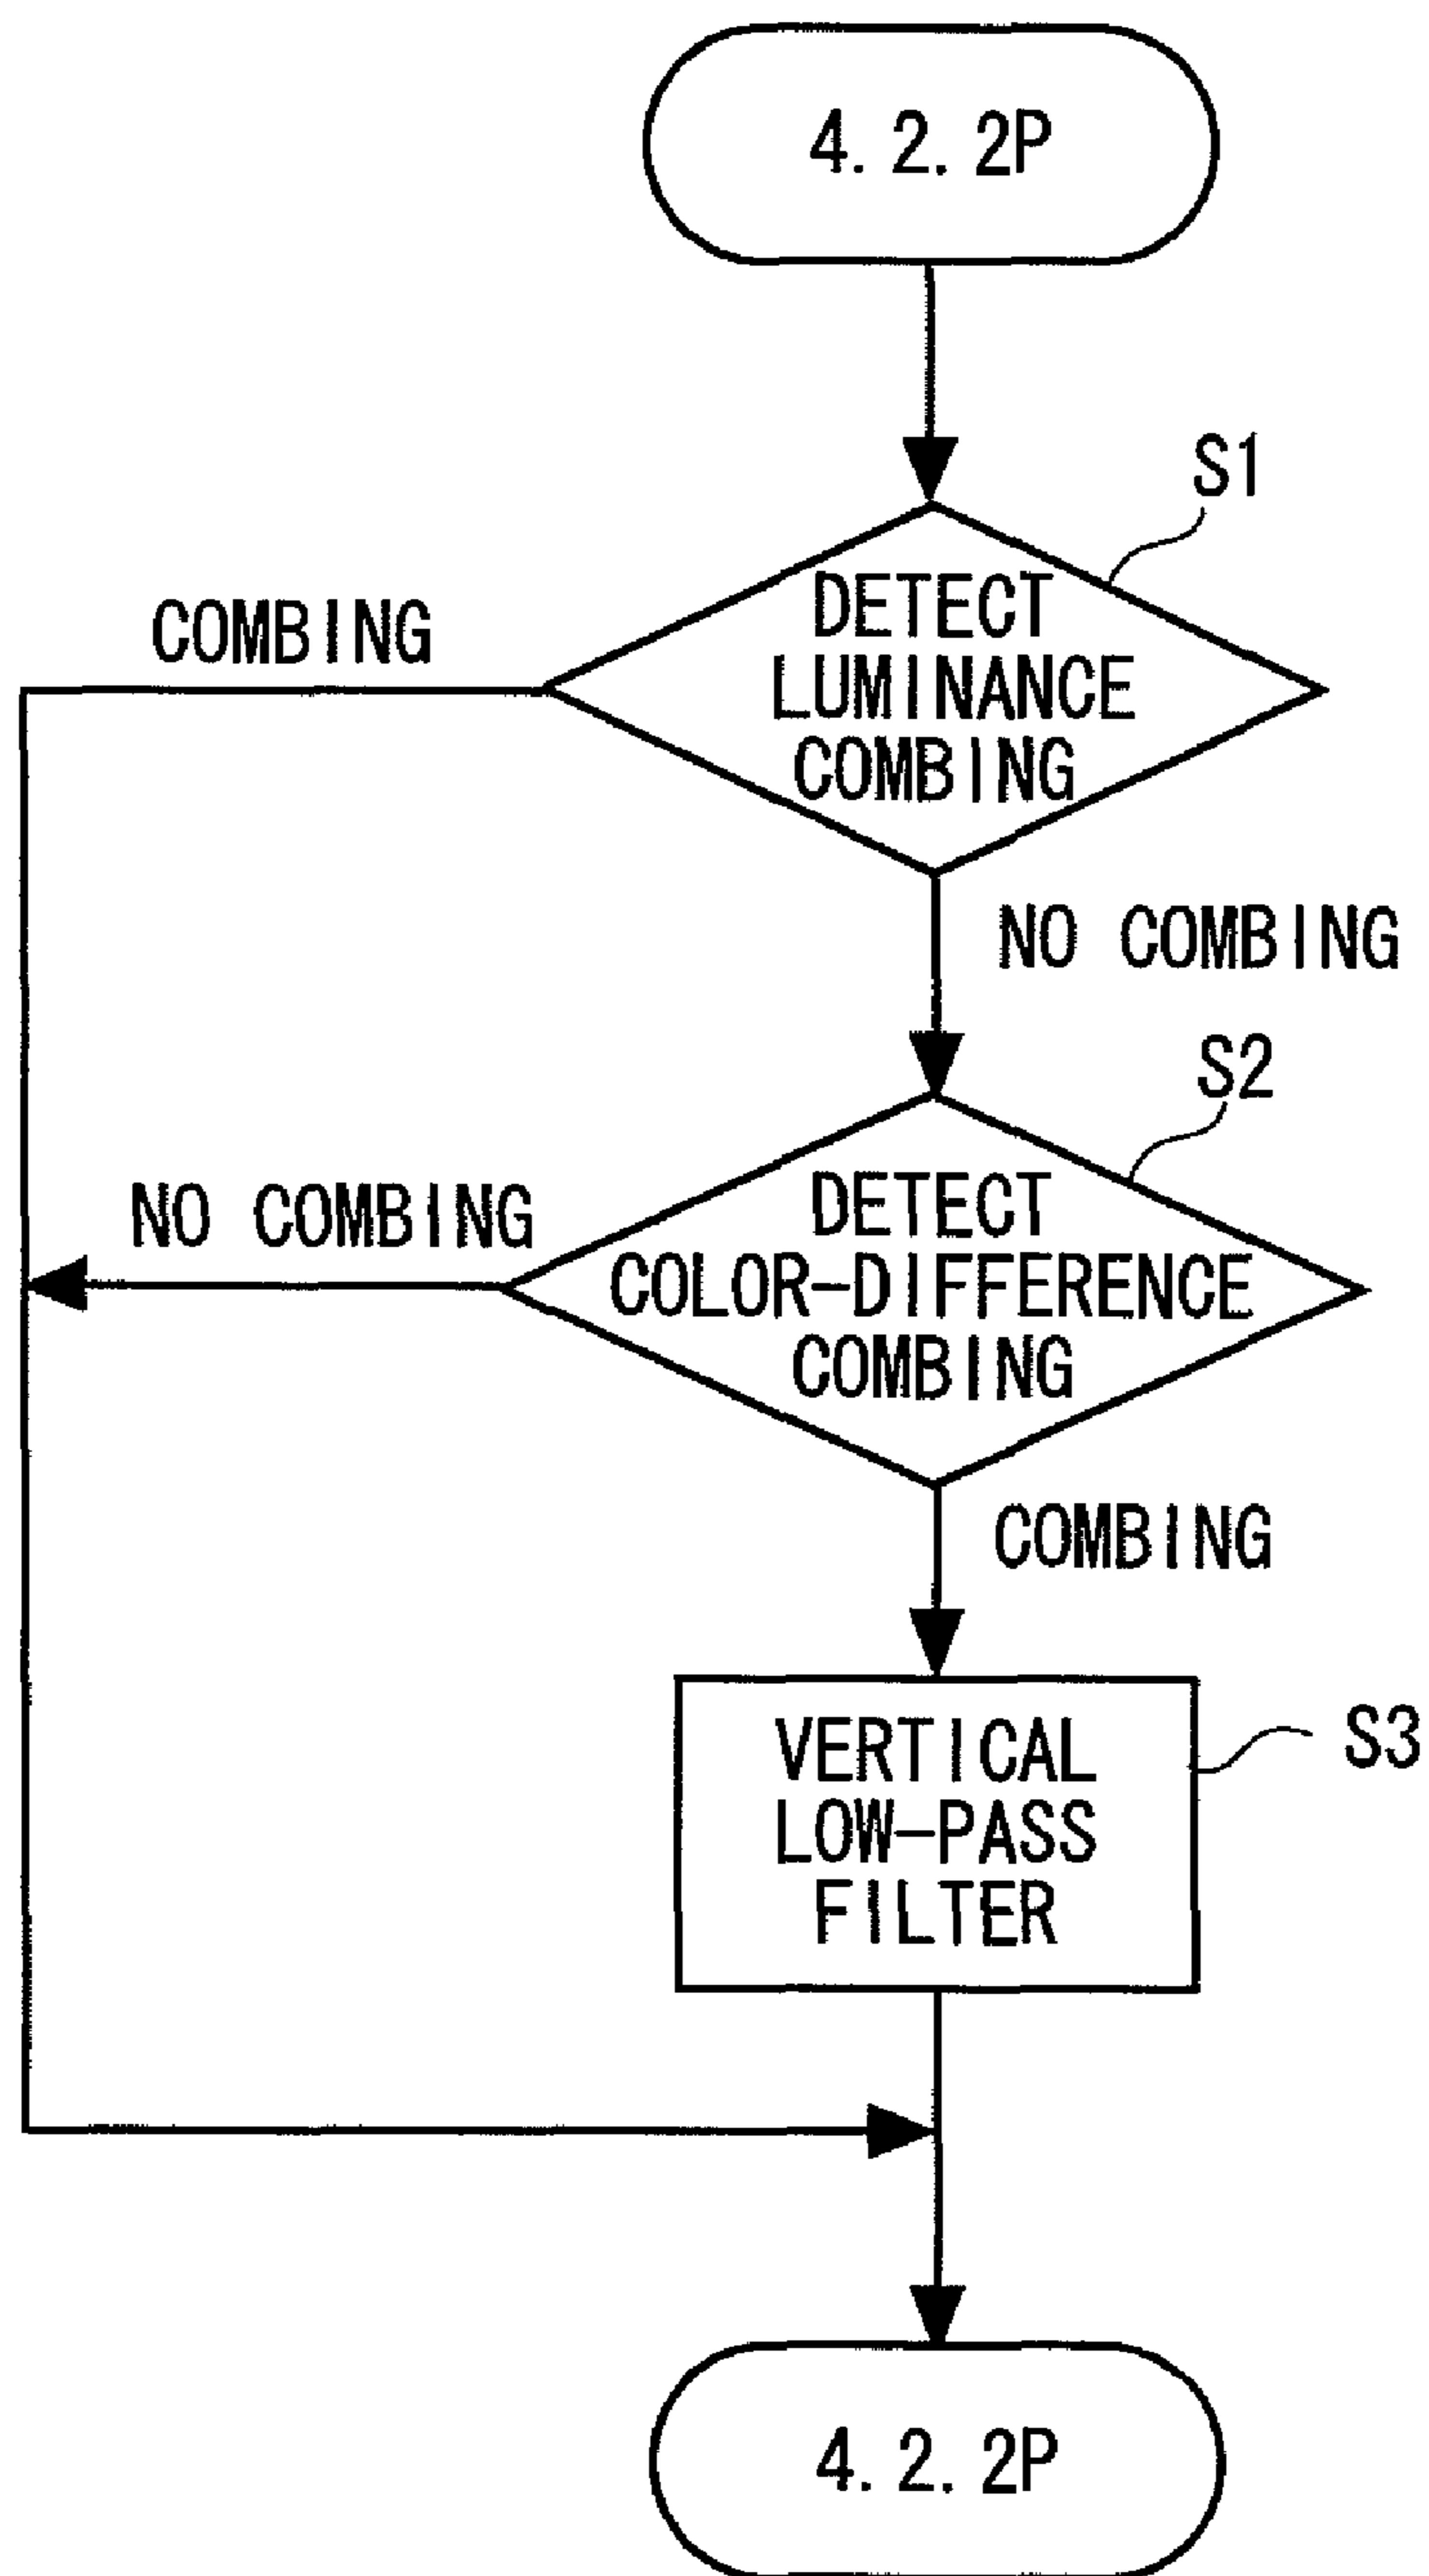 4.2.2P
S1
DETECT
LUMINANCE
COMBING
COMBING
NO COMBING
S2
DETECT
COLOR-DIFFERENCE
COMBING
NO COMBING
COMBING
VERTICAL
LOW-PASS
FILTER
S3
4.2.2P